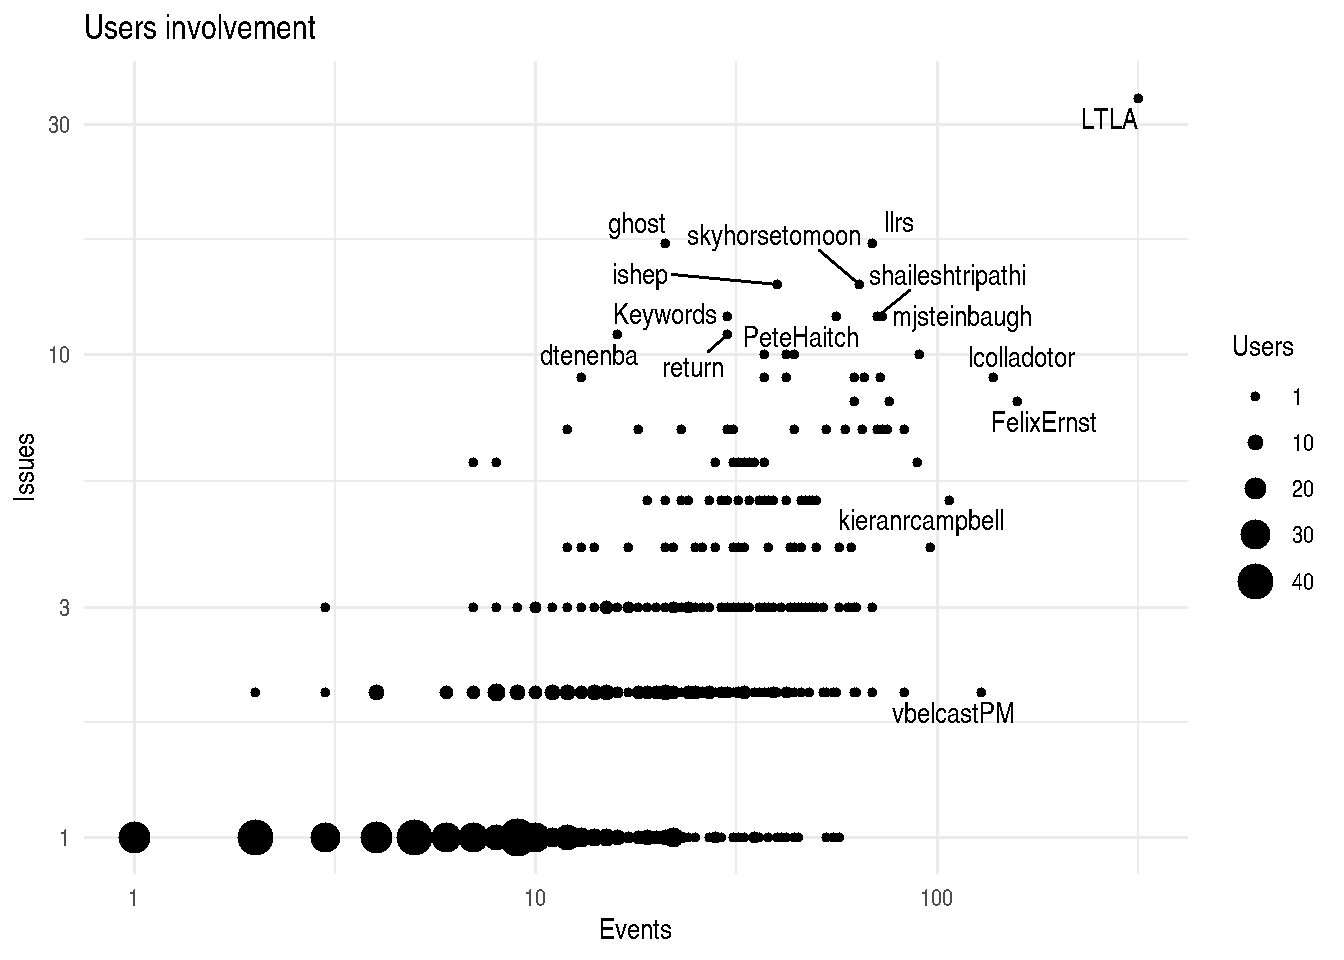 Users involvement
30
10
3
1
Issues
LTLA
ghost
skyhorsetomoon
llrs
ishep
shaileshtripathi
Keywords
PeteHaitch
mjsteinbaugh
dtenenba
return
lcolladotor
FelixErnst
kieranrcampbell
vbelcastPM
1
10
100
Events
Users
1
10
20
30
40